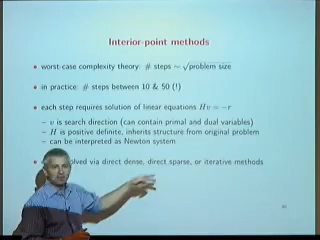 Interior-point methods
• worst-case complexity theory: # steps ∼ √problem size
• in practice: # steps between 10 & 50 (!)
• each step requires solution of linear equations Hv = −r
– v is search direction (can contain primal and dual variables)
– H is positive definite, inherits structure from original problem
– can be interpreted as Newton system
• solved via direct dense, direct sparse, or iterative methods